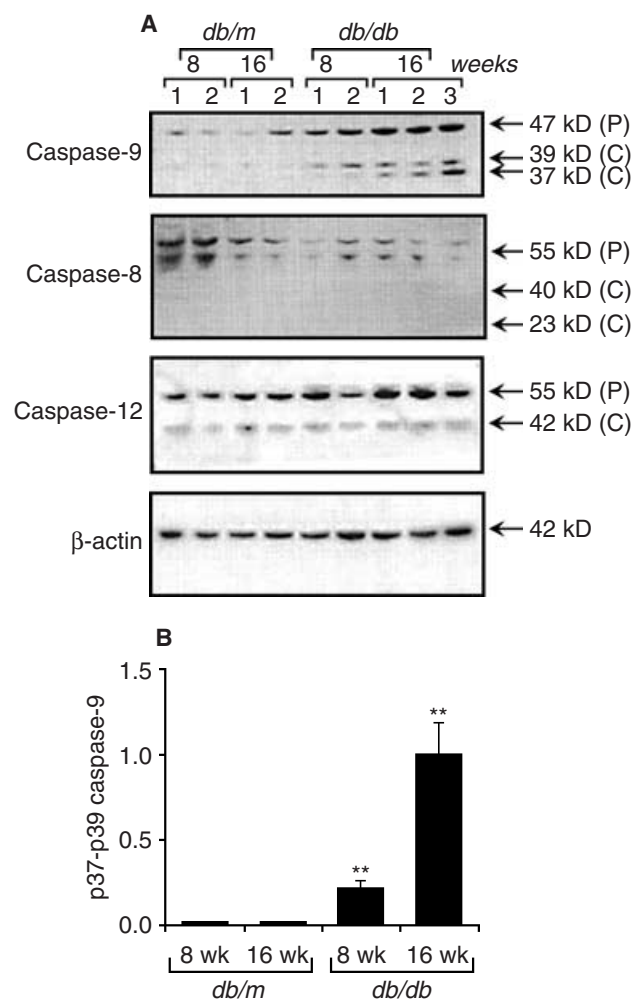 A
db/m db/db
8 16 8 16 weeks
1 2 1 2 1 2 1 2 3
Caspase-9
47 kD (P)
39 kD (C)
37 kD (C)
Caspase-8
55 kD (P)
40 kD (C)
23 kD (C)
Caspase-12
55 kD (P)
42 kD (C)
β-actin
42 kD
B
p37-p39 caspase-9
1.5
1.0
0.5
0.0
**
**
8 wk 16 wk 8 wk 16 wk
db/m db/db